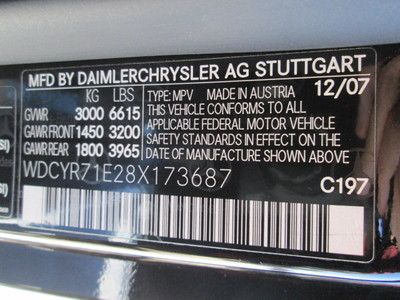 MFD BY DAIMLERCHRYSLER AG STUTTGART
KG LBS TYPE: MPV MADE IN AUSTRIA 12/07
GVWR 3000 6615 THIS VEHICLE CONFORMS TO ALL
GAWR FRONT 1450 3200 APPLICABLE FEDERAL MOTOR VEHICLE
GAWR REAR 1800 3965 SAFETY STANDARDS IN EFFECT ON THE
DATE OF MANUFACTURE SHOWN ABOVE.
WDCYR71E28X173687 C197